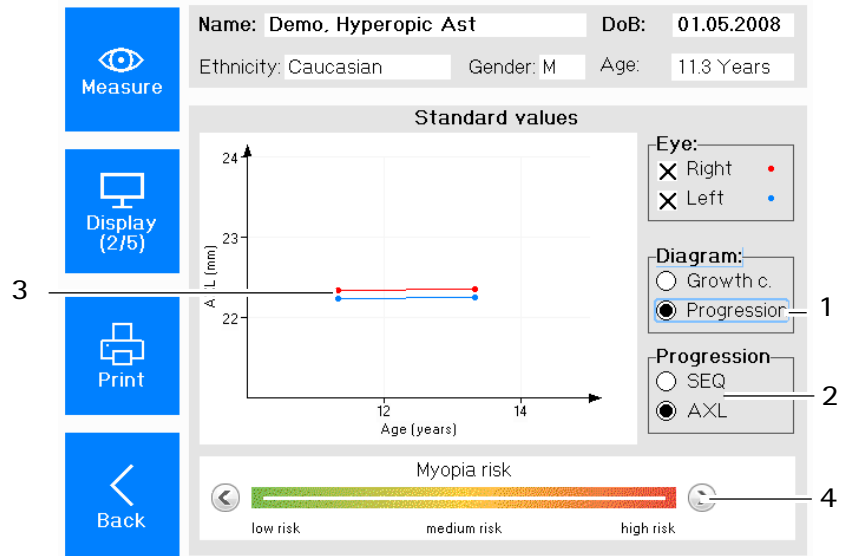 Name: Demo, Hyperopic Ast DoB: 01.05.2008
Ethnicity: Caucasian Gender: M Age: 11.3 Years
Measure
Display
(2/5)
Print
Back
Standard values
24
23
22
AXL (mm)
12 14
Age (years)
Eye:
Right
Left
Diagram:
Growth c.
Progression
Progression
SEQ
AXL
Myopia risk
low risk medium risk high risk
1
2
3
4